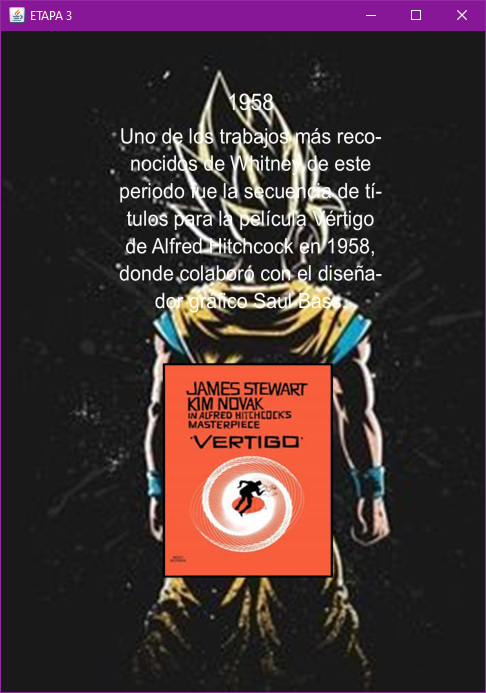 ETAPA 3
1958
Uno de los trabajos más reco-
nocidos de Whitney de este
periodo fue la secuencia de tí-
tulos para la película Vértigo
de Alfred Hitchcock en 1958,
donde colaboró con el diseña-
dor gráfico Saul Bass.
JAMES STEWART
KIM NOVAK
IN ALFRED HITCHCOCK'S
MASTERPIECE
'VERTIGO'